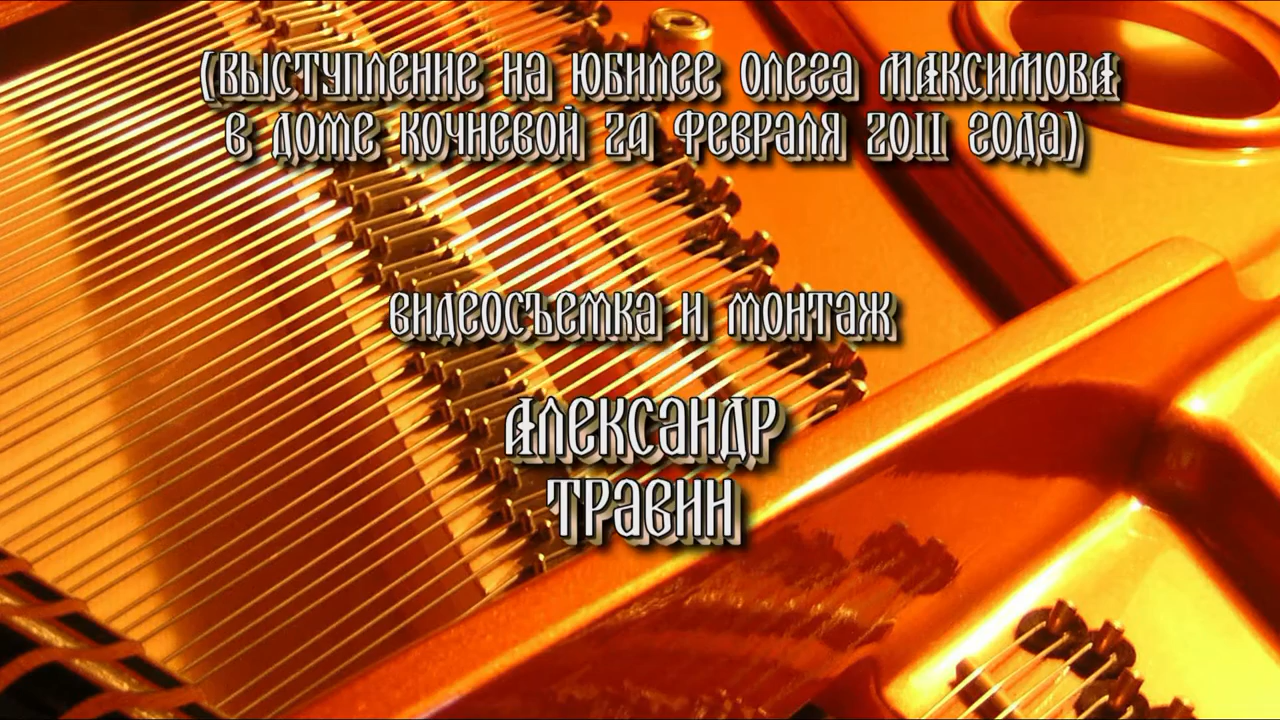 (ВЫСТУПЛЕНИЕ НА ЮБИЛЕЕ ОЛЕГА МАКСИМОВА
В ДОМЕ КОЧНЕВОЙ 24 ФЕВРАЛЯ 2011 ГОДА)
ВИДЕОСЪЕМКА И МОНТАЖ
АЛЕКСАНДР
ТРАВИН